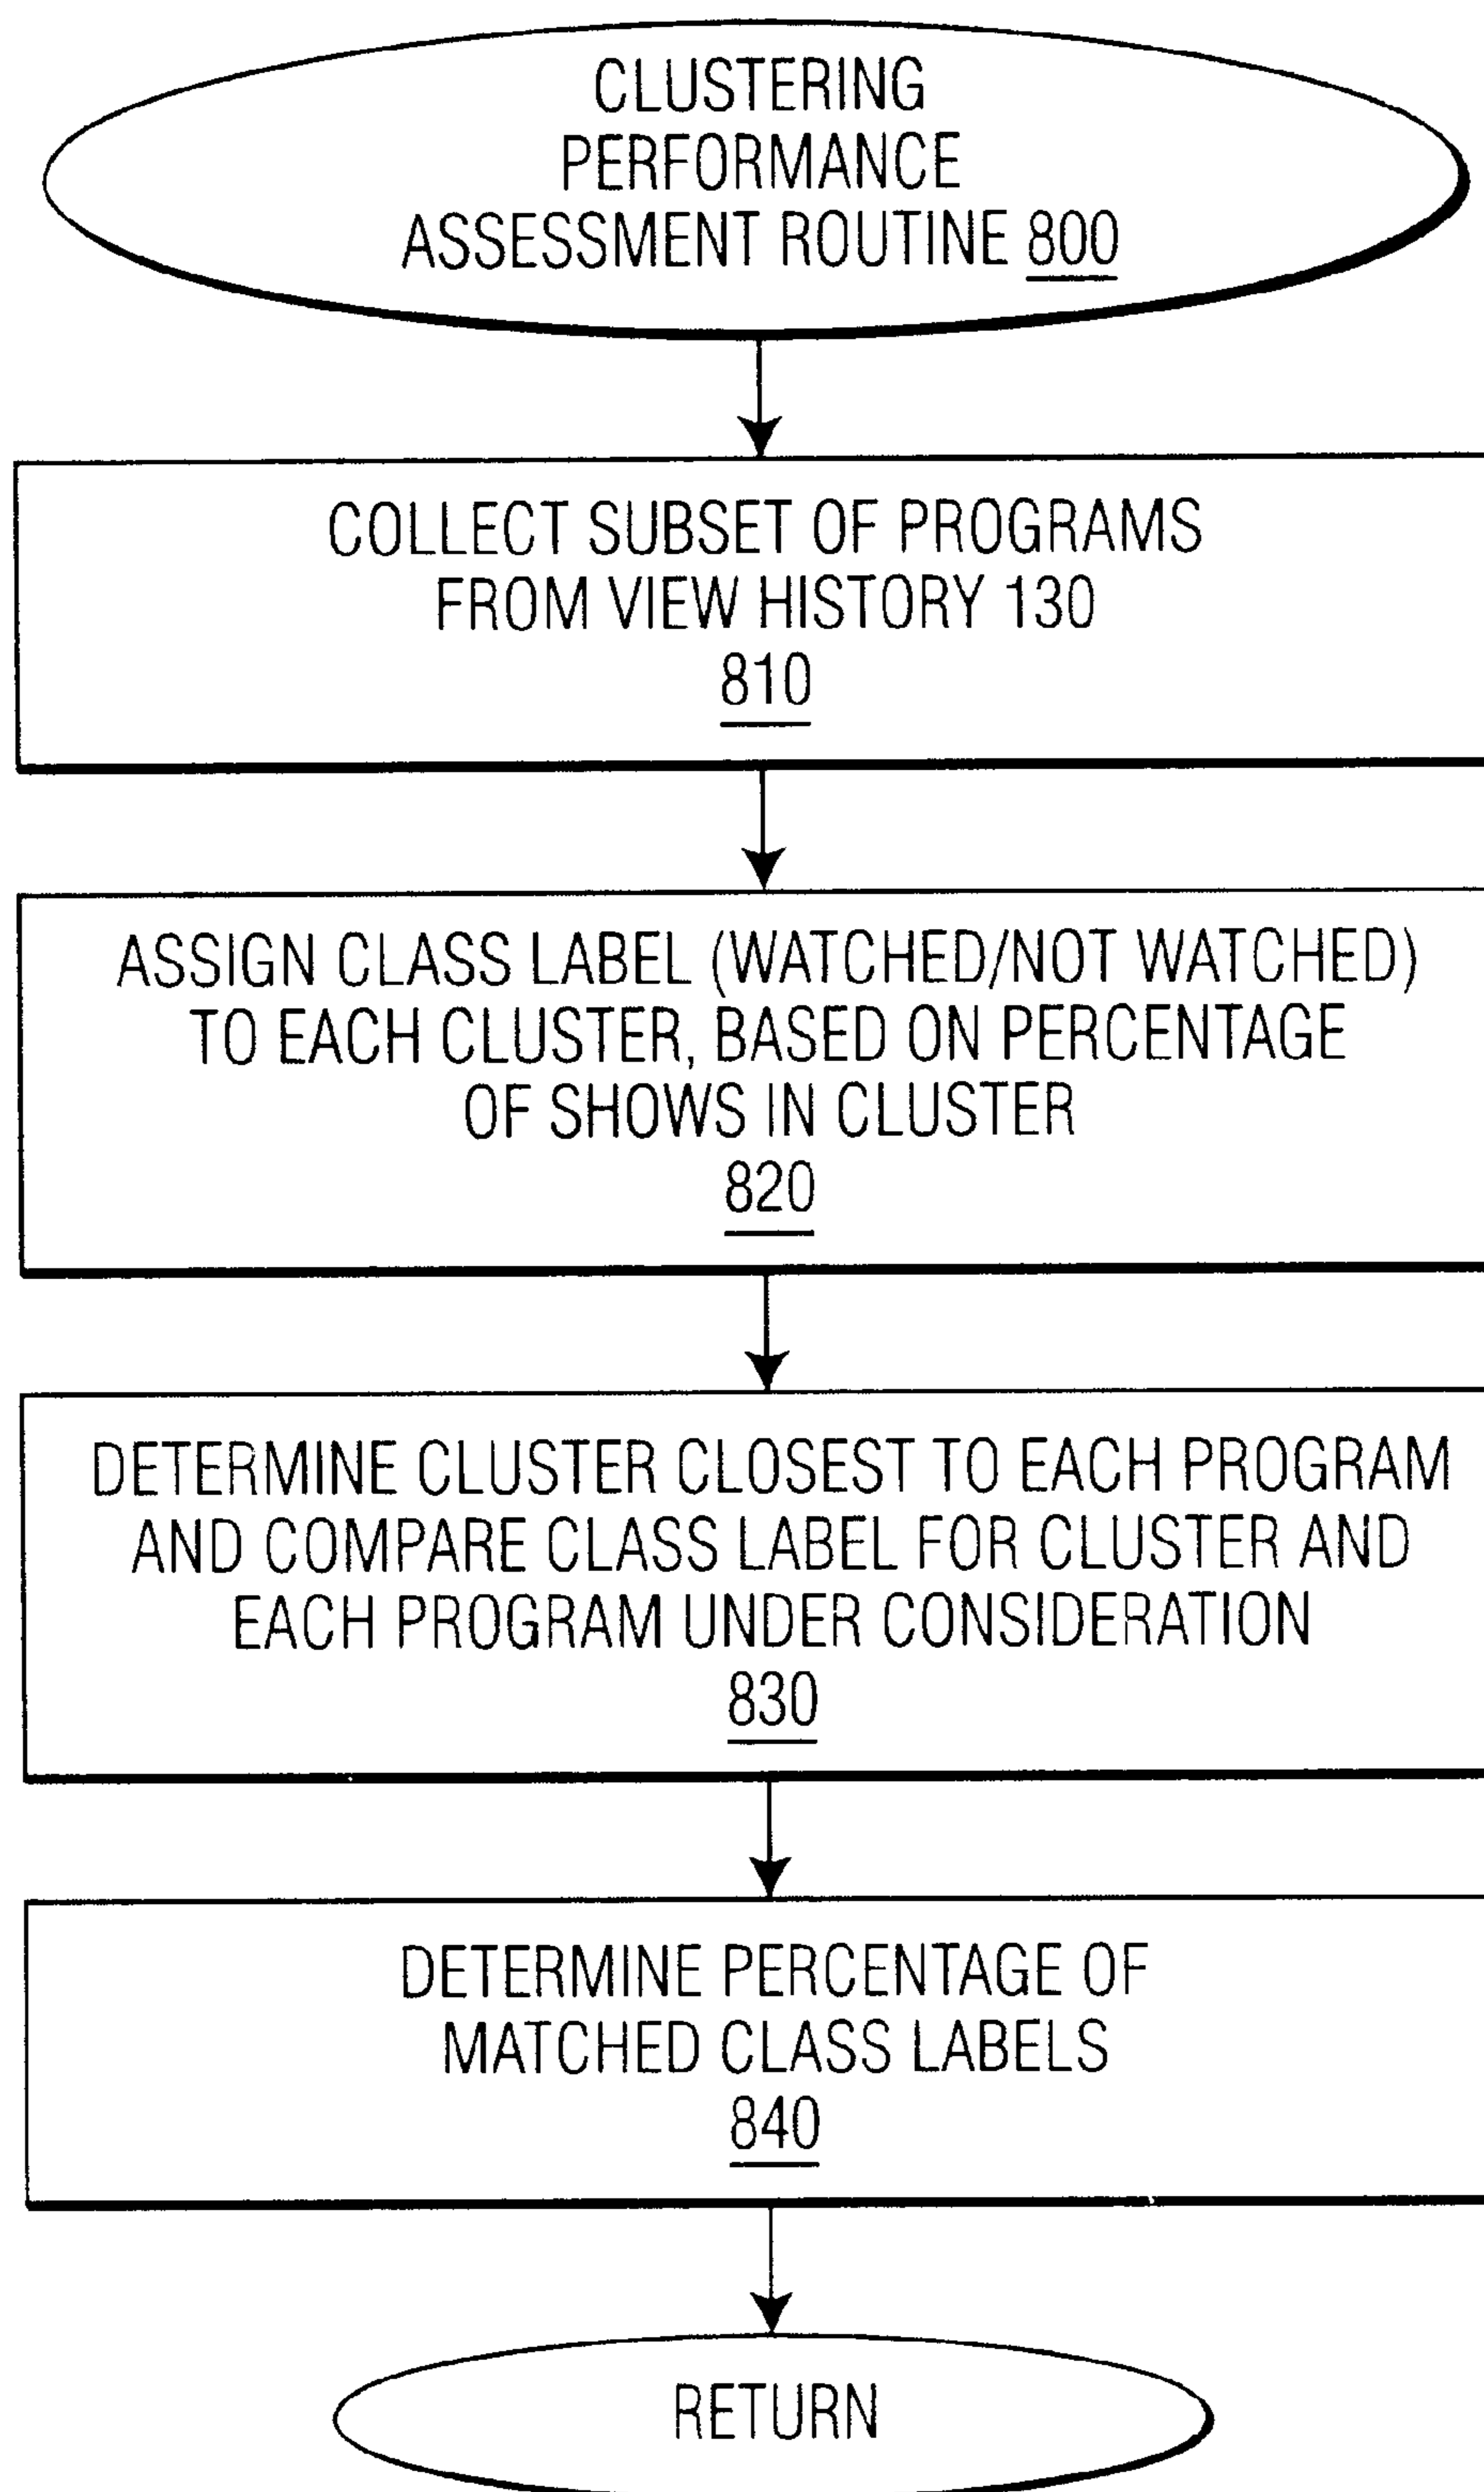 CLUSTERING
PERFORMANCE
ASSESSMENT ROUTINE 800
COLLECT SUBSET OF PROGRAMS
FROM VIEW HISTORY 130
810
ASSIGN CLASS LABEL (WATCHED/NOT WATCHED)
TO EACH CLUSTER, BASED ON PERCENTAGE
OF SHOWS IN CLUSTER
820
DETERMINE CLUSTER CLOSEST TO EACH PROGRAM
AND COMPARE CLASS LABEL FOR CLUSTER AND
EACH PROGRAM UNDER CONSIDERATION
830
DETERMINE PERCENTAGE OF
MATCHED CLASS LABELS
840
RETURN